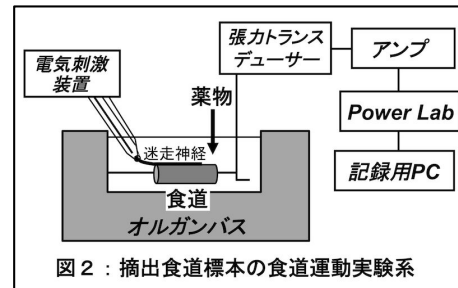 電気刺激
装置
張力トランス
デューサー
アンプ
Power Lab
記録用PC
薬物
迷走神経
食道
オルガンバス
図2:摘出食道標本の食道運動実験系